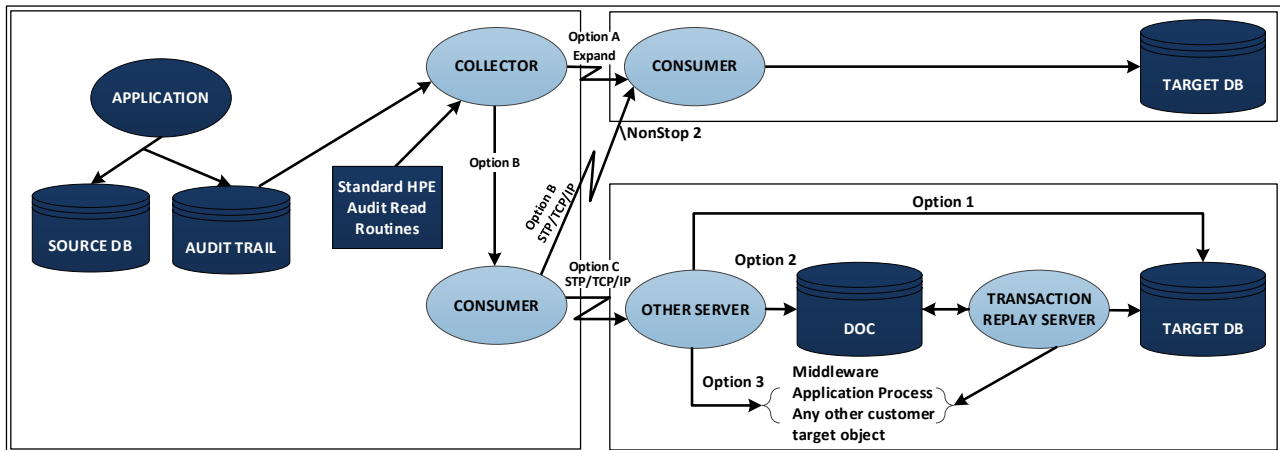 APPLICATION
SOURCE DB
AUDIT TRAIL
Standard HPE
Audit Read
Routines
COLLECTOR
Option B
CONSUMER
Option A
Expand
CONSUMER
TARGET DB
\NonStop 2
Option B
STP/TCP/IP
Option C
STP/TCP/IP
OTHER SERVER
Option 1
Option 2
DOC
TRANSACTION
REPLAY SERVER
TARGET DB
Option 3
Middleware
Application Process
Any other customer
target object